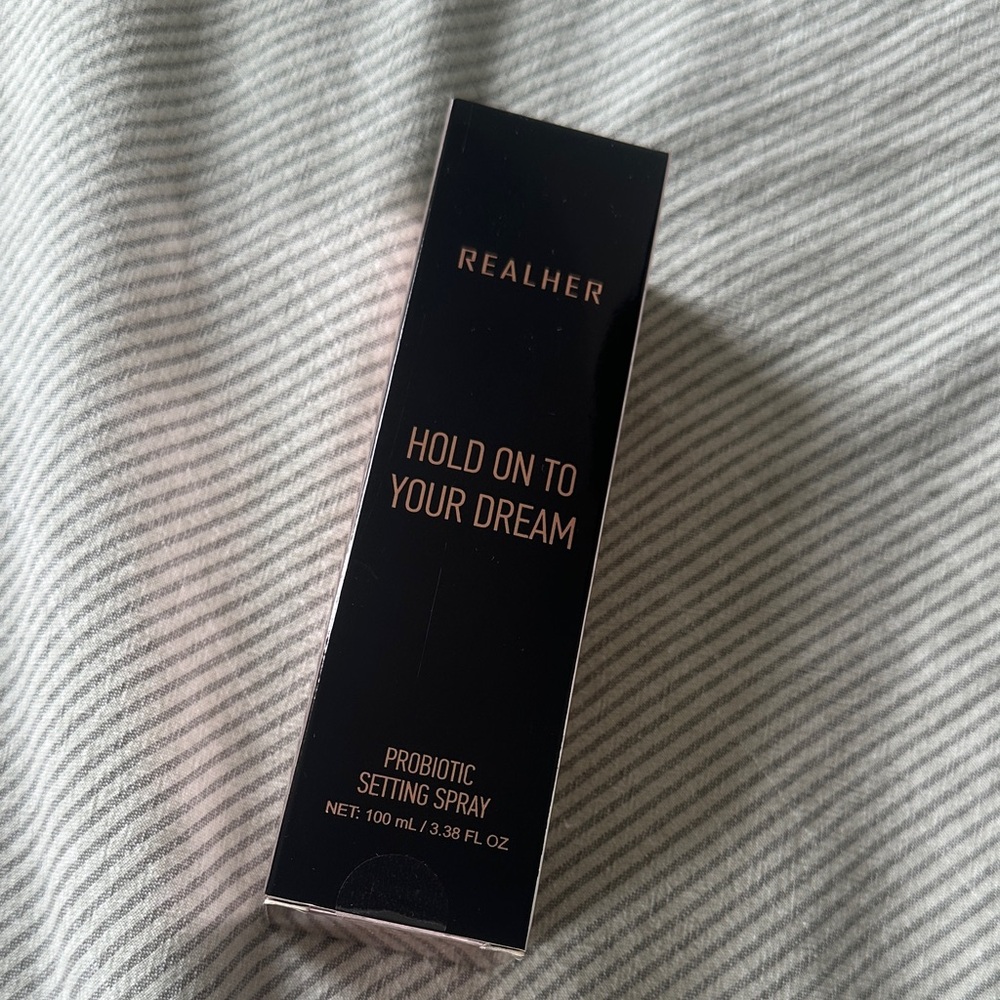 REALHER
HOLD ON TO
YOUR DREAM
PROBIOTIC
SETTING SPRAY
NET: 100 mL / 3.38 FL OZ